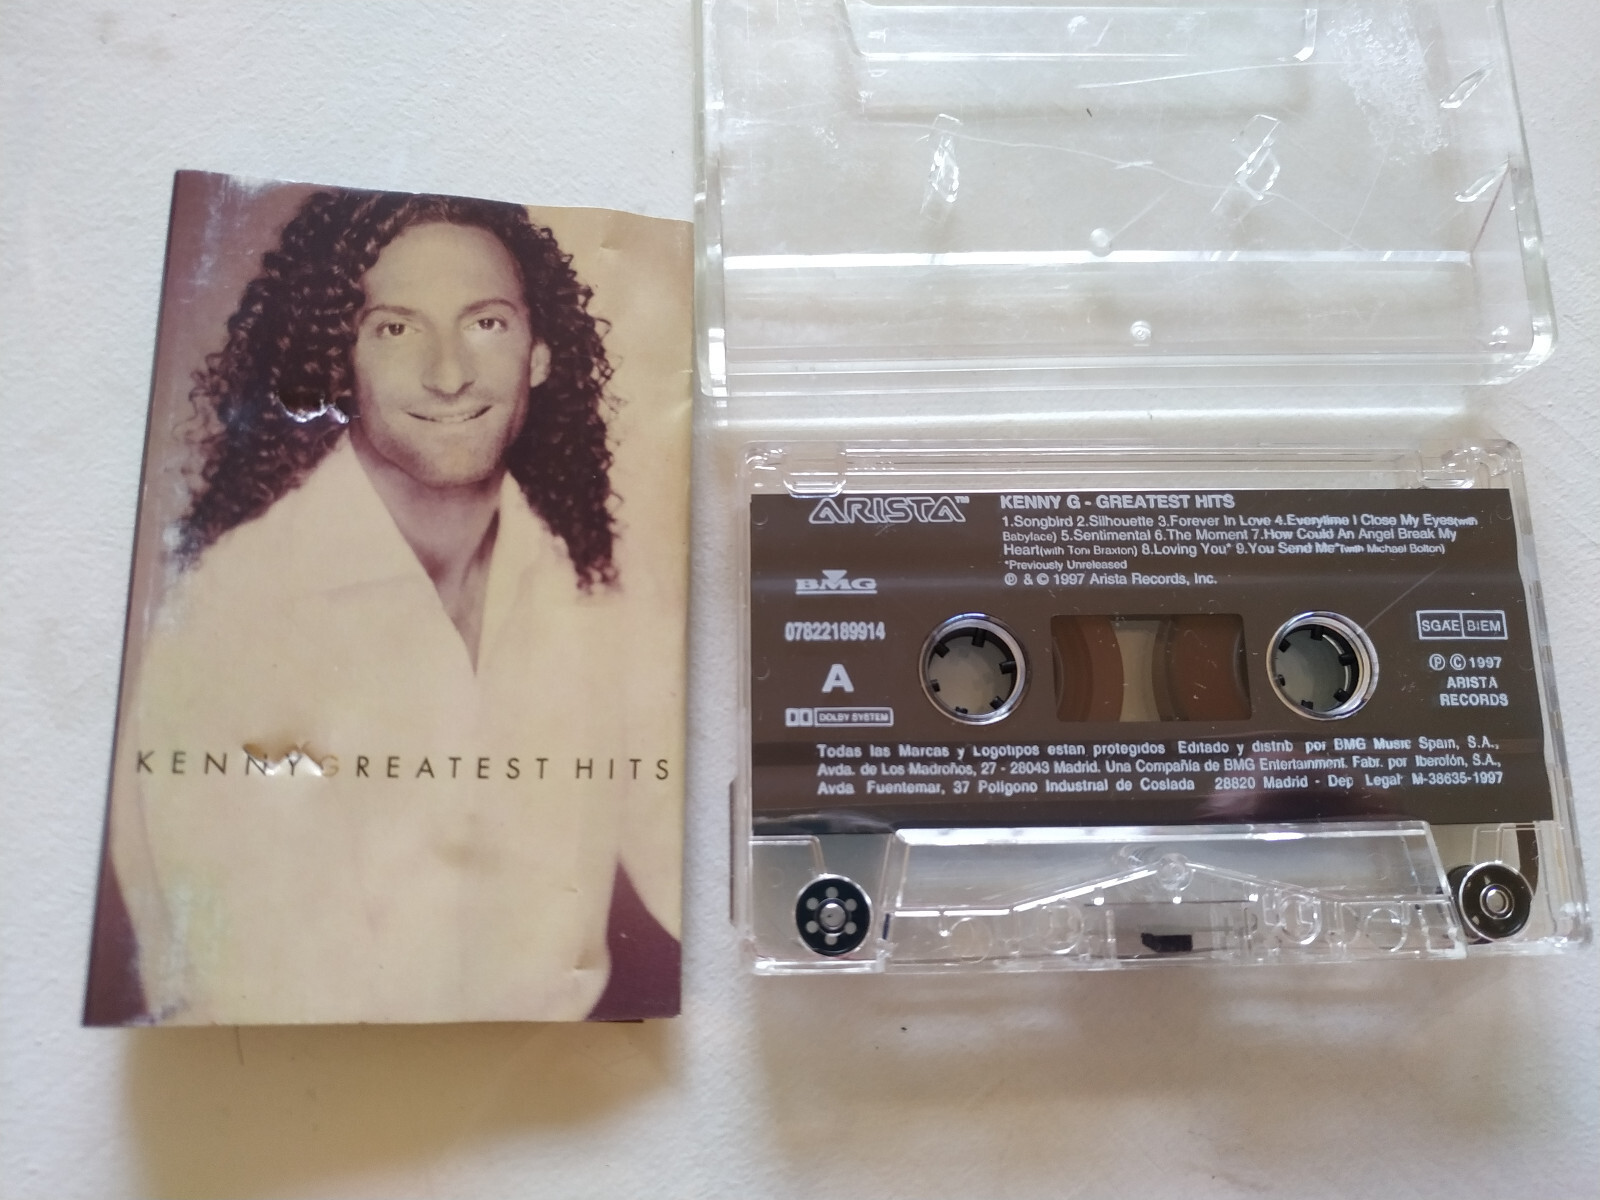 KENNY G GREATEST HITS
ARISTA™
KENNY G - GREATEST HITS
1.Songbird 2.Silhouette 3.Forever In Love 4.Everytime I Close My Eyes(with
Babyface) 5.Sentimental 6.The Moment 7.How Could An Angel Break My
Heart(with Toni Braxton) 8.Loving You* 9.You Send Me*(with Michael Bolton)
*Previously Unreleased
℗ & © 1997 Arista Records, Inc.
BMG
07822189914
A
DOLBY SYSTEM
SGAE BIEM
℗ © 1997
ARISTA
RECORDS
Todas las Marcas y Logotipos estan protegidos Editado y distrib por BMG Music Spain, S.A.,
Avda. de Los Madroños, 27 - 28043 Madrid. Una Compañía de BMG Entertainment. Fabr. por Iberofón, S.A.,
Avda Fuentemar, 37 Polígono Industrial de Coslada 28820 Madrid - Dep Legal M-38635-1997